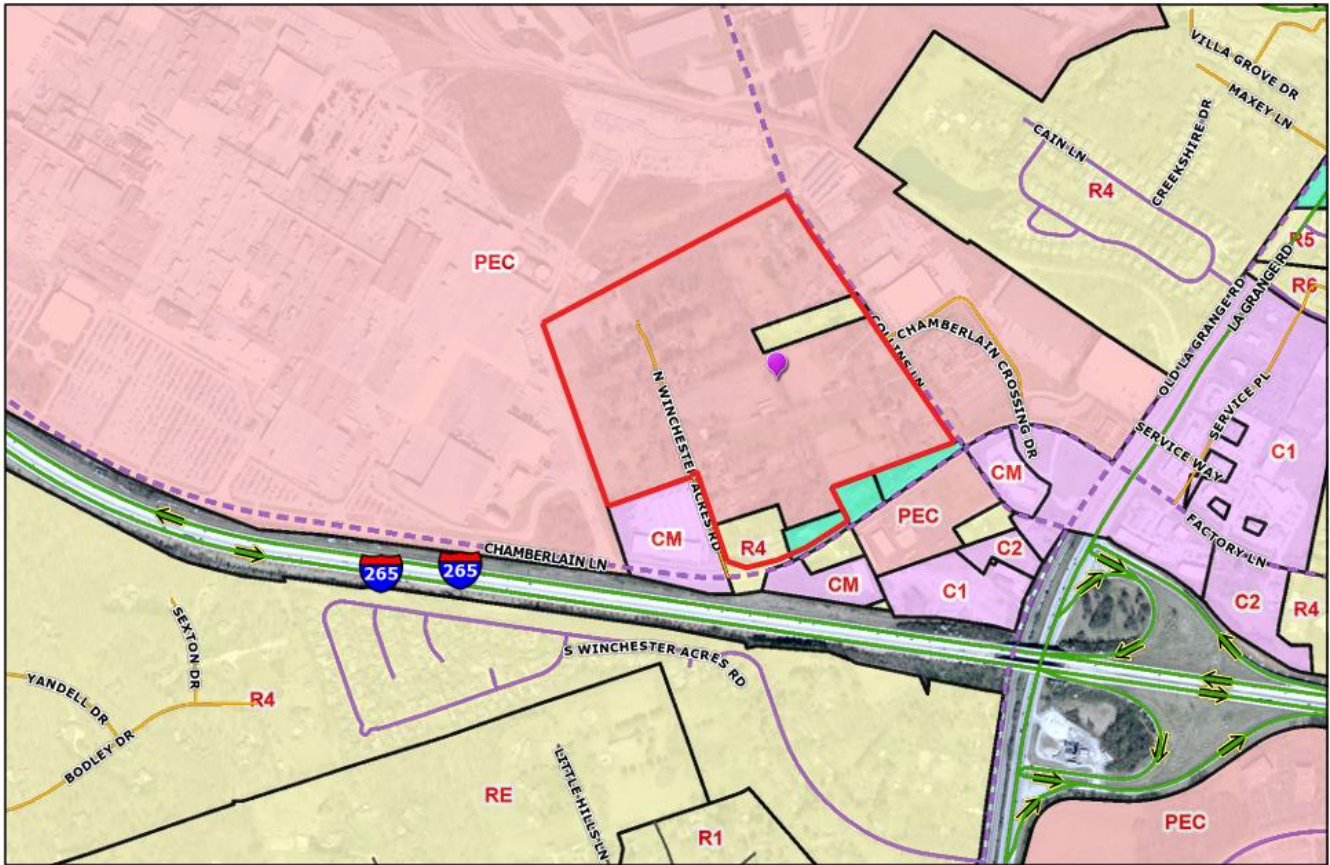 VILLA GROVE DR
MAXEY LN
CAIN LN
CREEKSHIRE DR
R4
R5
R6
OLD LA GRANGE RD
LA GRANGE RD
PEC
COLLINS LN
CHAMBERLAIN CROSSING DR
N WINCHESTER ACRES RD
SERVICE PL
SERVICE WAY
C1
CM
PEC
FACTORY LN
CM
R4
C2
CHAMBERLAIN LN
265
265
CM
C1
C2
R4
SEXTON DR
S WINCHESTER ACRES RD
YANDELL DR
R4
BODLEY DR
LITTLE HILLS LN
RE
R1
PEC